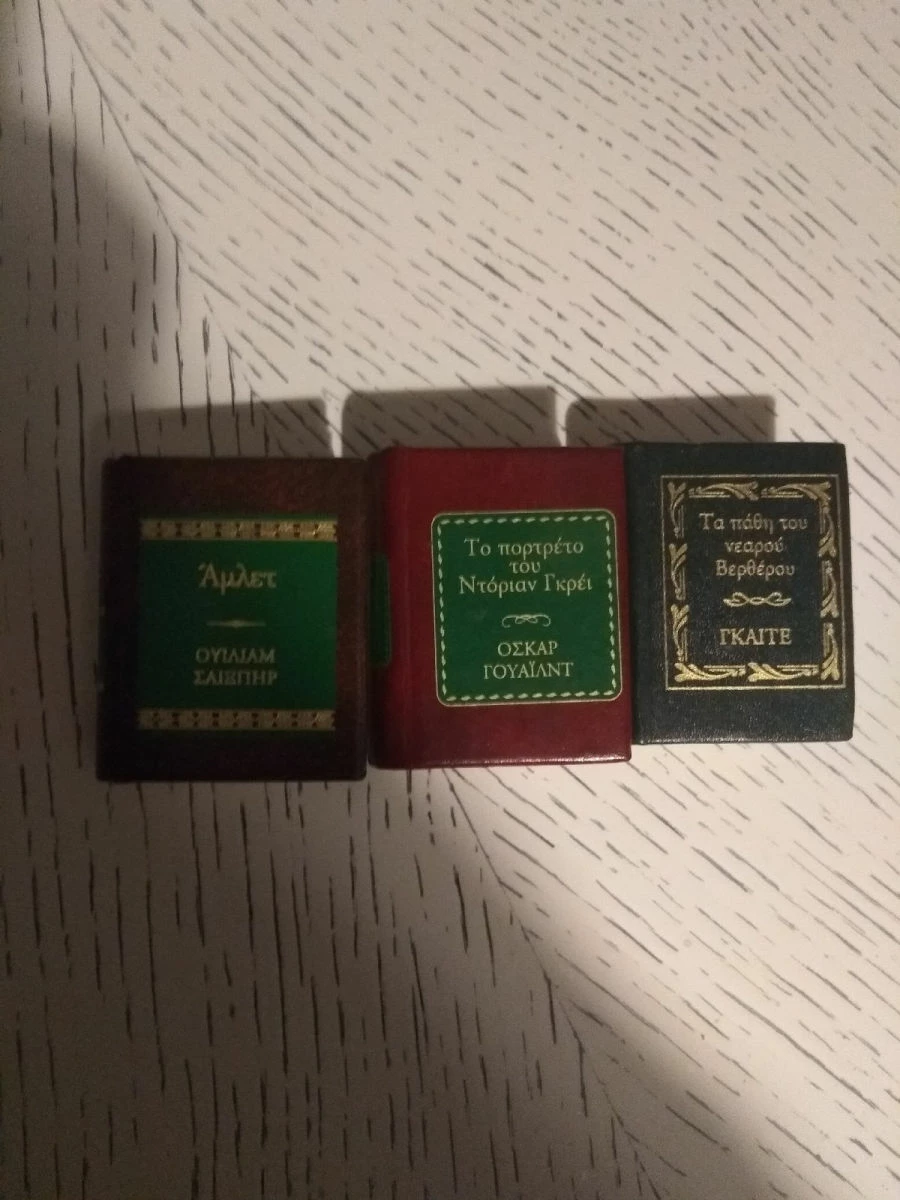 Άμλετ
ΟΥΙΛΙΑΜ
ΣΑΙΞΠΗΡ
Το πορτρέτο
του
Ντόριαν Γκρέι
ΟΣΚΑΡ
ΓΟΥΑΪΛΝΤ
Τα πάθη του
νεαρού
Βερθέρου
ΓΚΑΙΤΕ